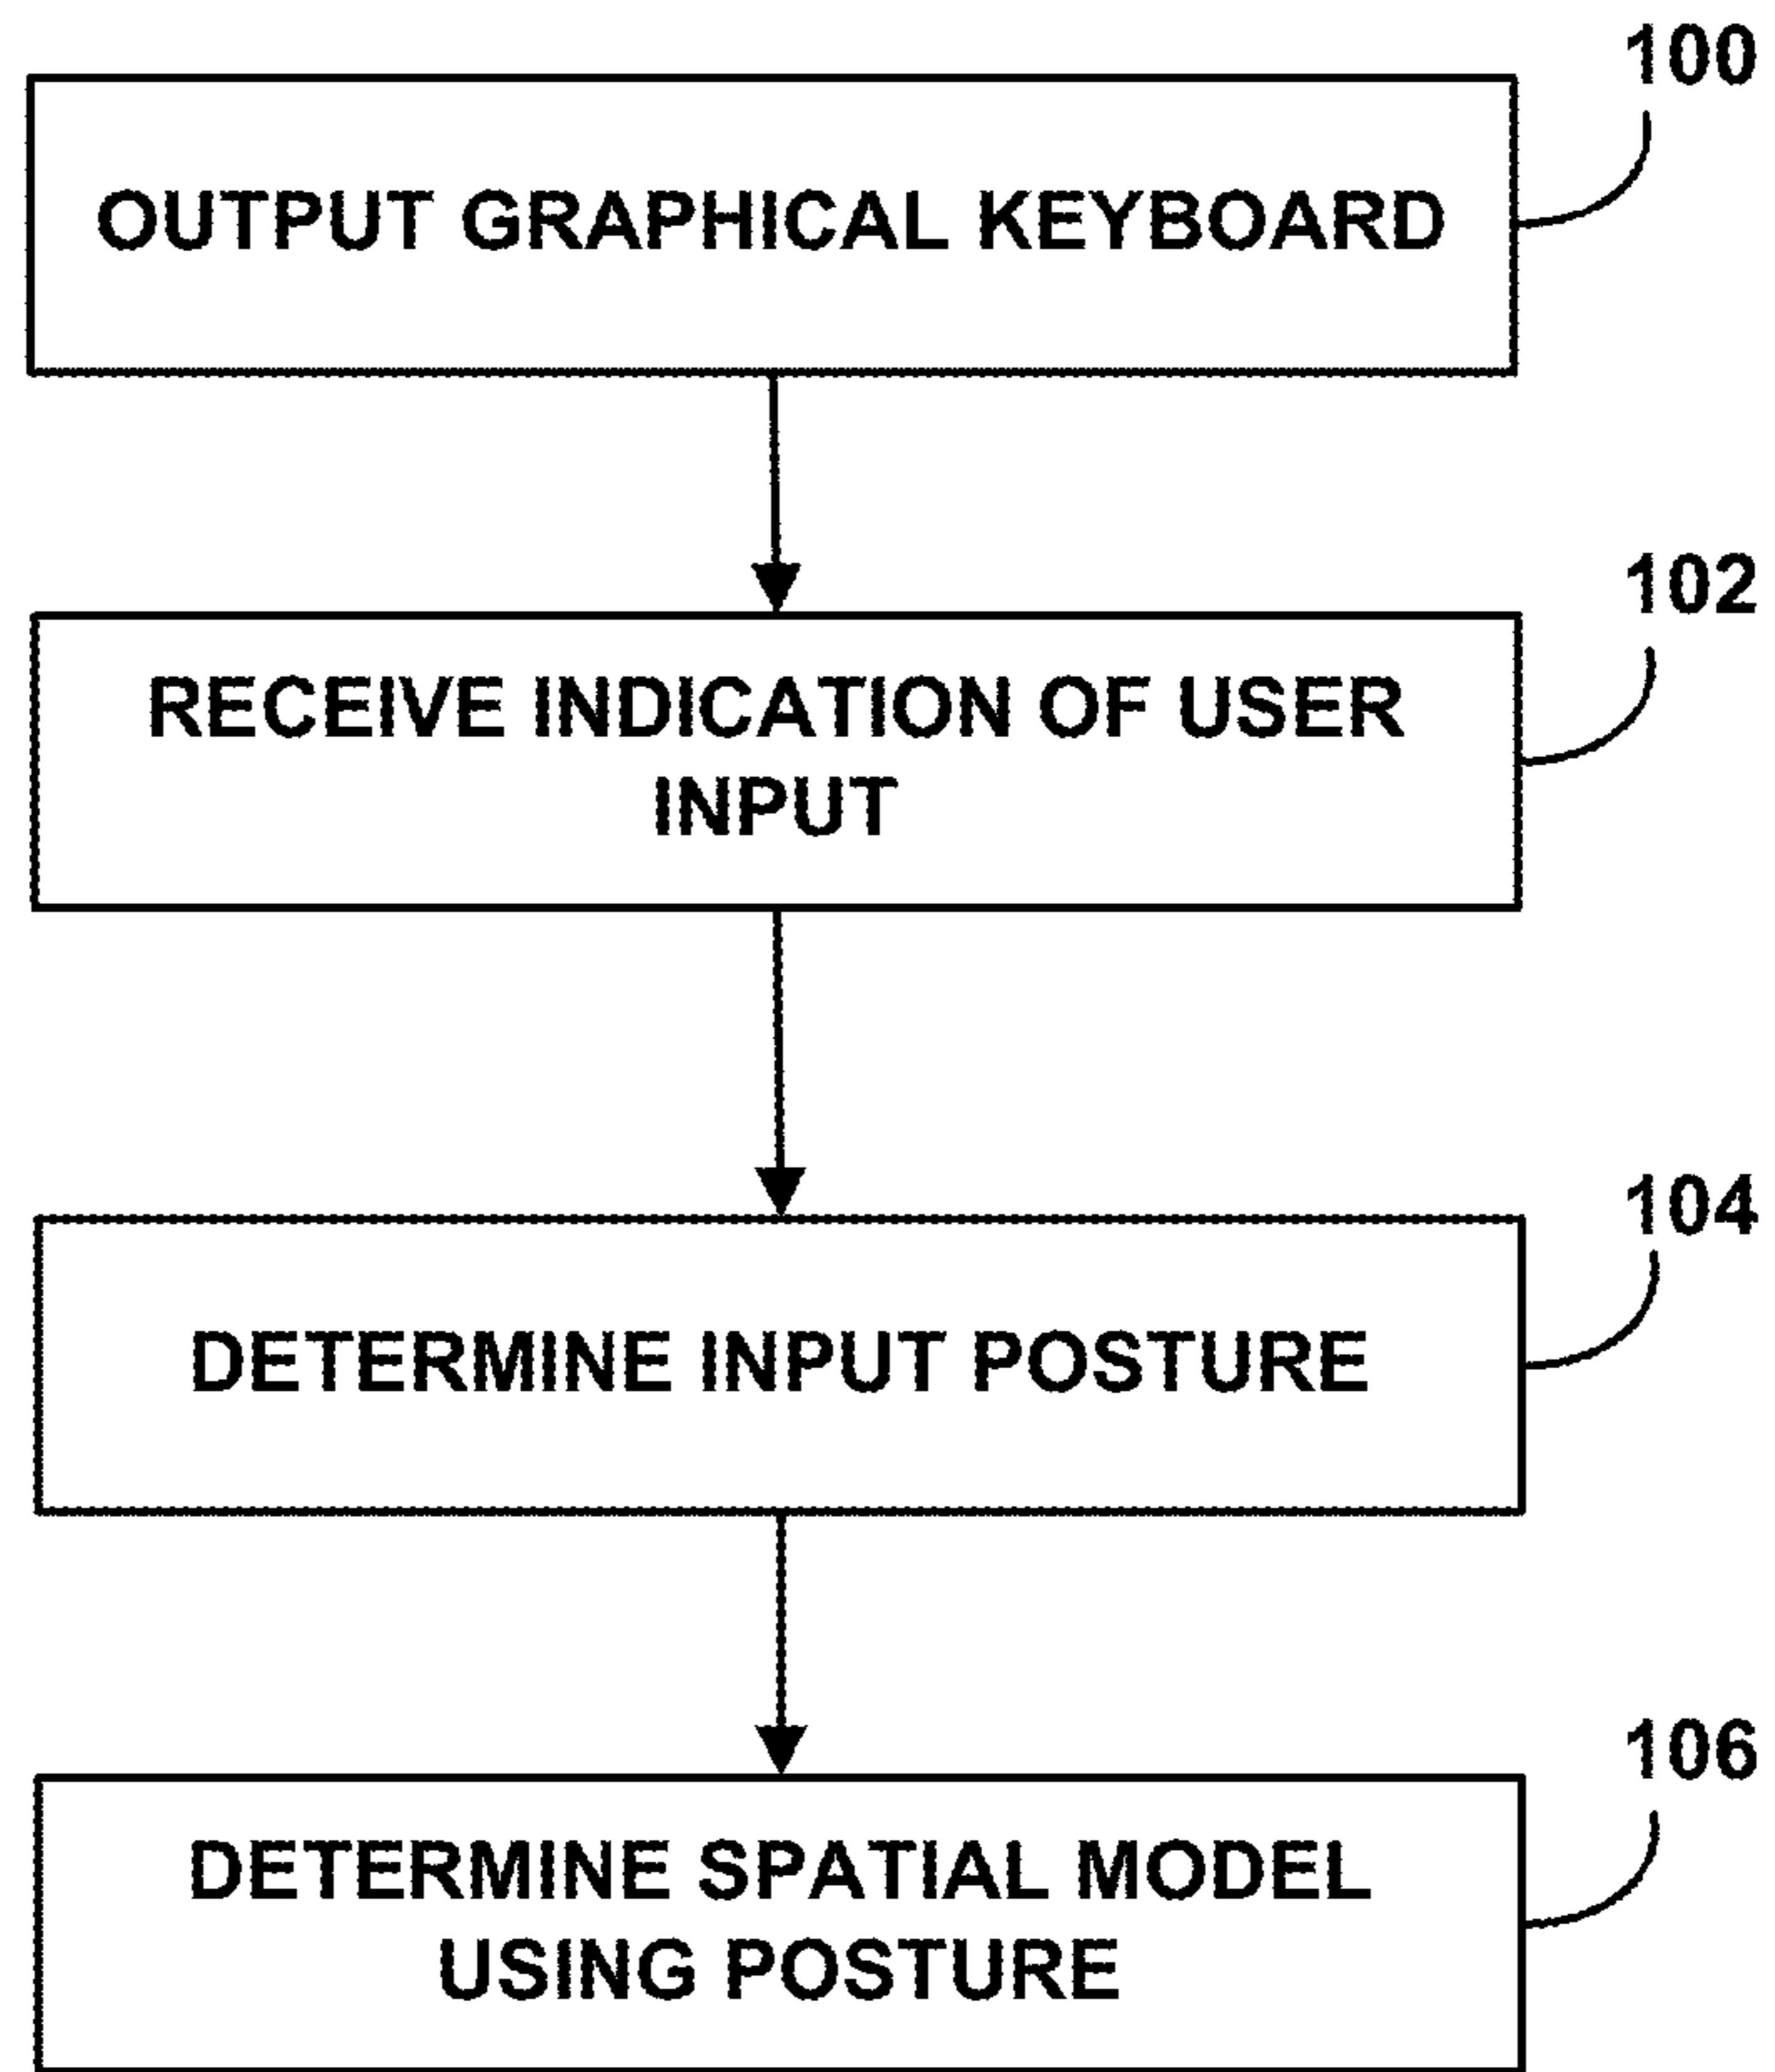 100
OUTPUT GRAPHICAL KEYBOARD
102
RECEIVE INDICATION OF USER
INPUT
104
DETERMINE INPUT POSTURE
106
DETERMINE SPATIAL MODEL
USING POSTURE